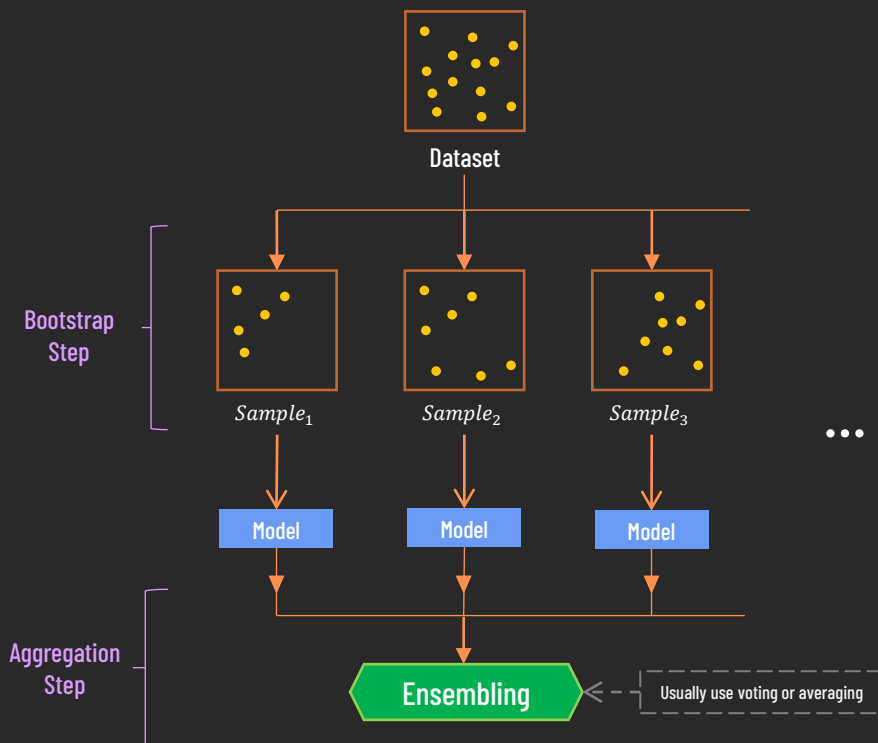 Dataset
Bootstrap
Step
Sample₁
Sample₂
Sample₃
...
Model
Model
Model
Aggregation
Step
Ensembling
Usually use voting or averaging